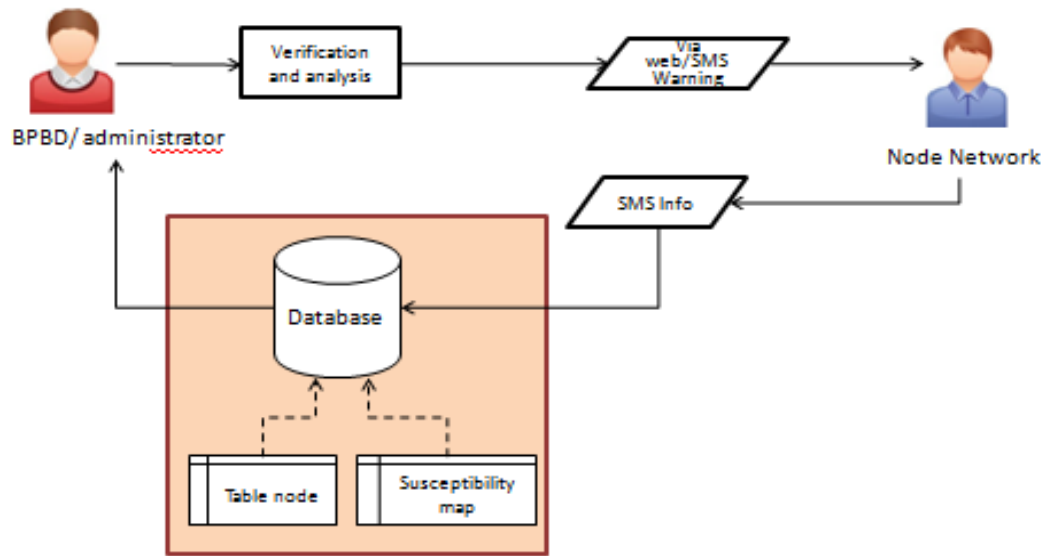 Verification
and analysis
Via
web/SMS
Warning
BPBD/ administrator
Node Network
SMS Info
Database
Table node
Susceptibility
map